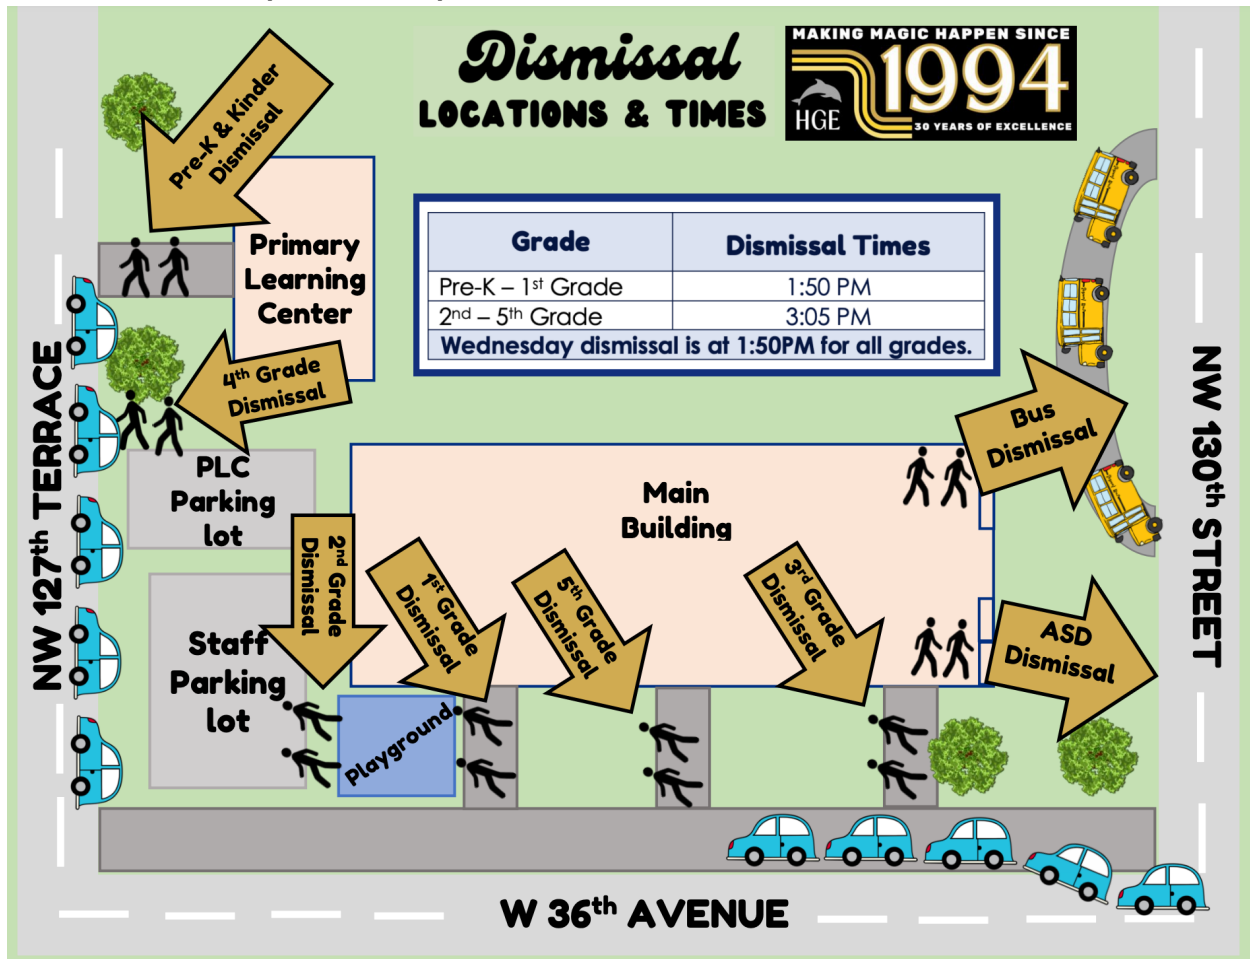 Dismissal
LOCATIONS & TIMES
MAKING MAGIC HAPPEN SINCE
1994
HGE
30 YEARS OF EXCELLENCE
Pre-K & Kinder
Dismissal
Primary
Learning
Center
Grade Dismissal Times
Pre-K – 1st Grade 1:50 PM
2nd – 5th Grade 3:05 PM
Wednesday dismissal is at 1:50PM for all grades.
4th Grade
Dismissal
Bus
Dismissal
NW 127th TERRACE
NW 130th STREET
PLC
Parking
lot
Main
Building
2nd Grade
Dismissal
1st Grade
Dismissal
5th Grade
Dismissal
3rd Grade
Dismissal
ASD
Dismissal
Staff
Parking
lot
Playground
W 36th AVENUE